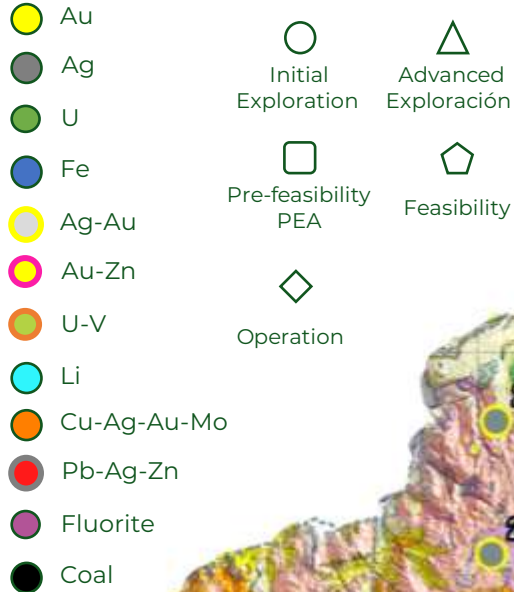 Au
Ag
U
Fe
Ag-Au
Au-Zn
U-V
Li
Cu-Ag-Au-Mo
Pb-Ag-Zn
Fluorite
Coal
Initial
Exploration
Advanced
Exploración
Pre-feasibility
PEA
Feasibility
Operation